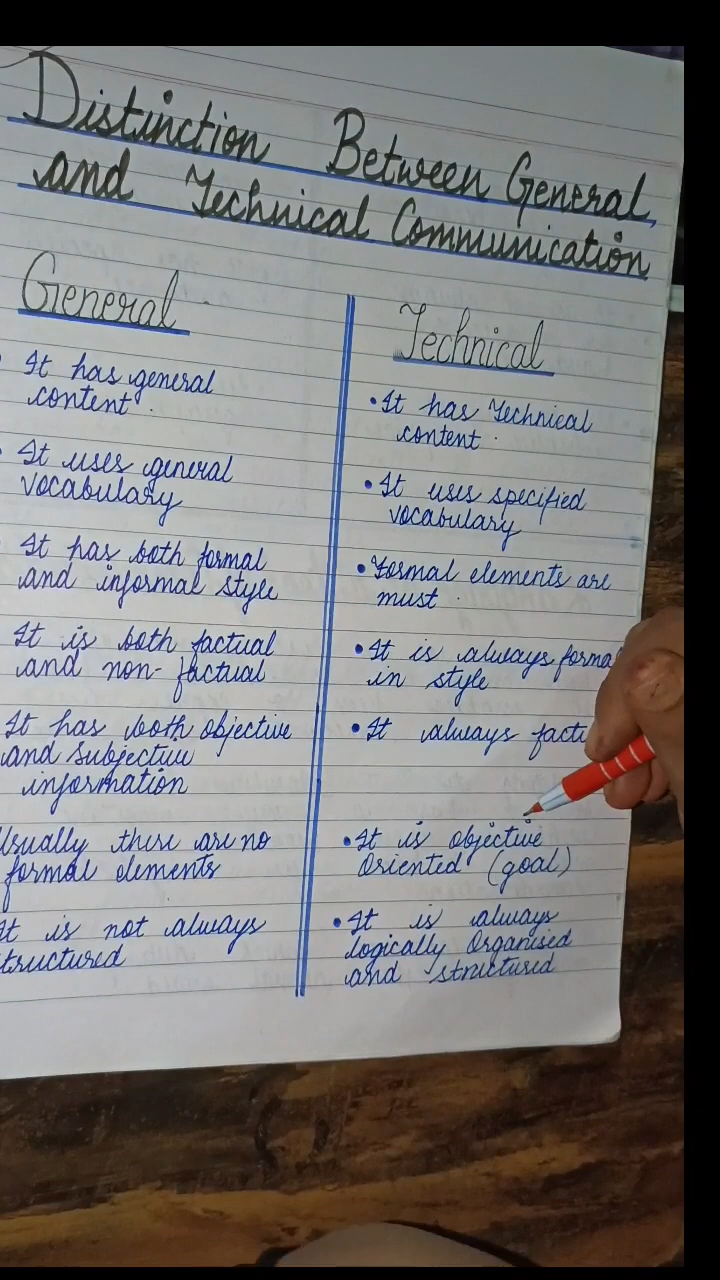 Distinction Between General,
and Technical Communication
General
It has general
content.
It uses general
vocabulary
It has both formal
and informal style
It is both factual
and non-factual
It has both objective
and subjective
information
Usually there are no
formal elements
It is not always
structured
Technical
• It has Technical
content.
• It uses specified
vocabulary
• Formal elements are
must.
• It is always formal
in style
• It always factu
• It is objective
oriented (goal)
• It is always
logically organised
and structured